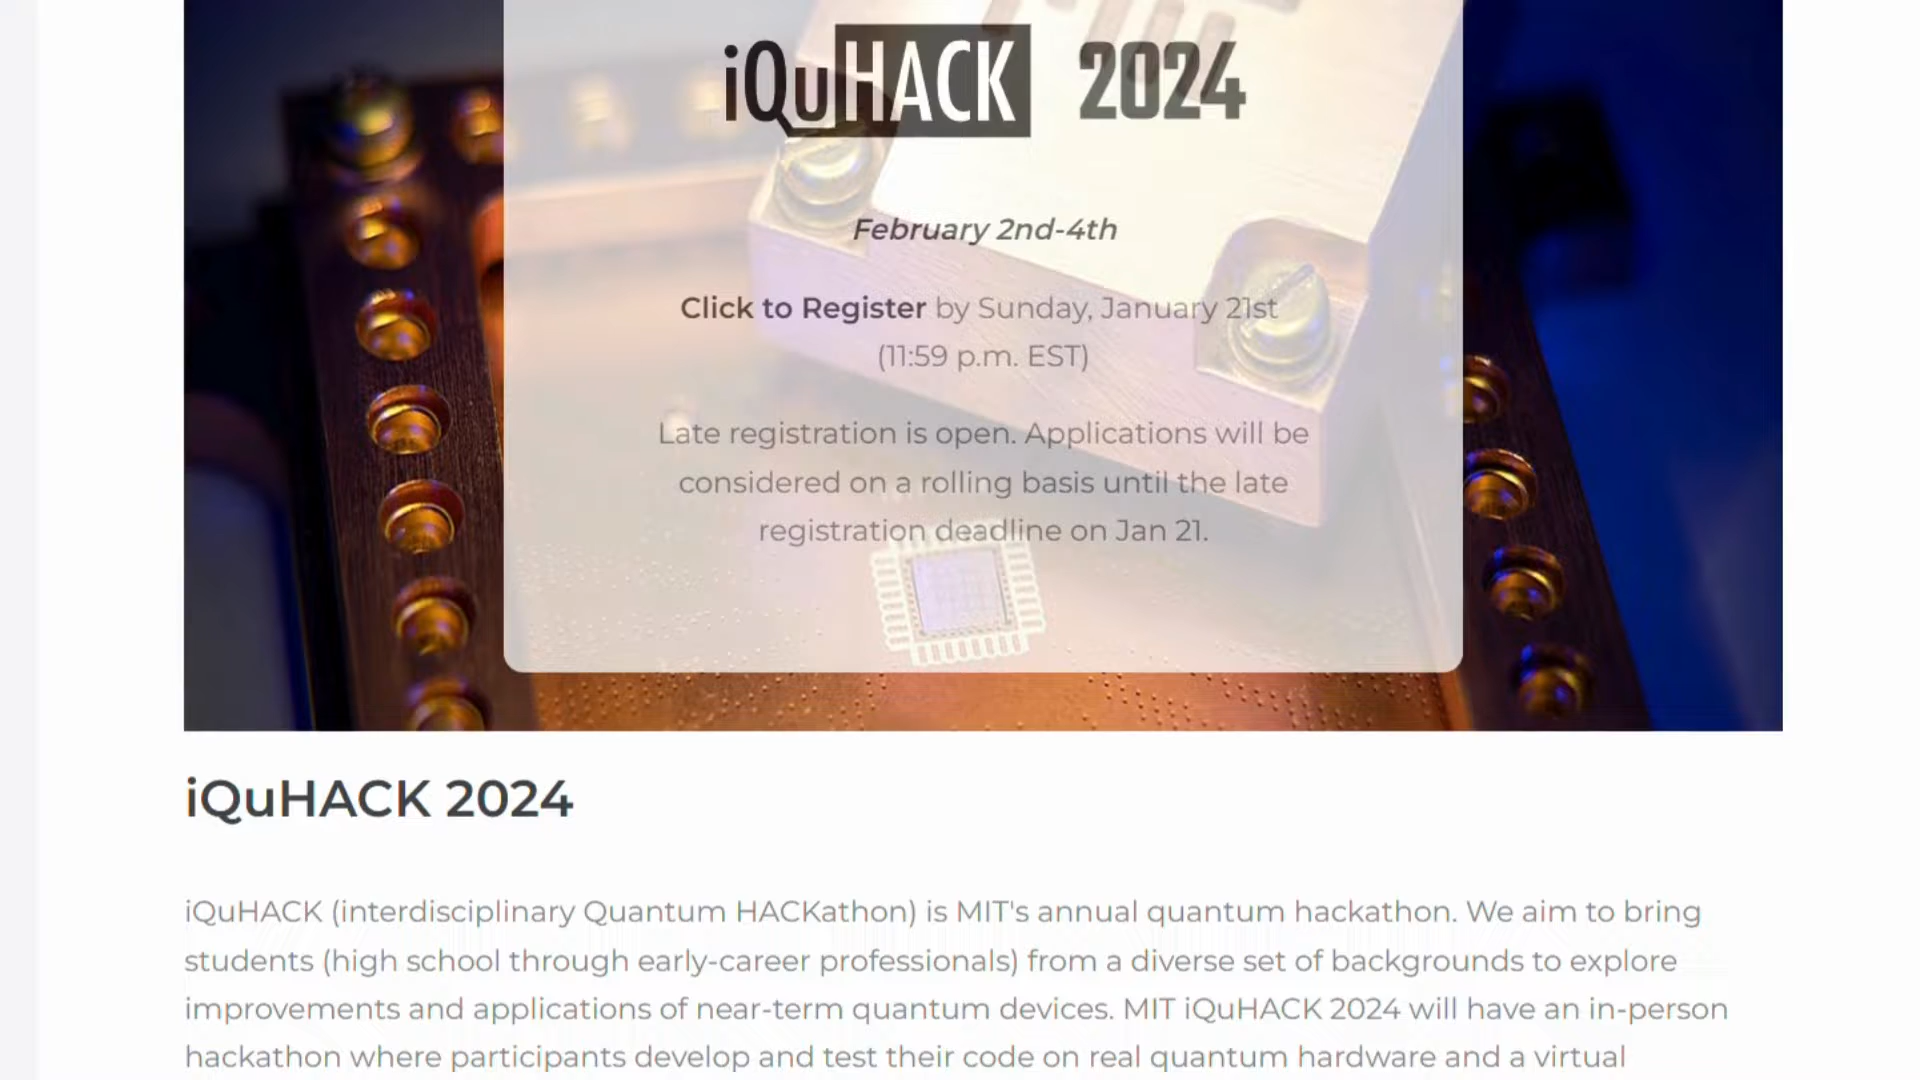 iQuHACK 2024
February 2nd-4th
Click to Register by Sunday, January 21st
(11:59 p.m. EST)
Late registration is open. Applications will be
considered on a rolling basis until the late
registration deadline on Jan 21.
iQuHACK 2024
iQuHACK (interdisciplinary Quantum HACKathon) is MIT's annual quantum hackathon. We aim to bring
students (high school through early-career professionals) from a diverse set of backgrounds to explore
improvements and applications of near-term quantum devices. MIT iQuHACK 2024 will have an in-person
hackathon where participants develop and test their code on real quantum hardware and a virtual